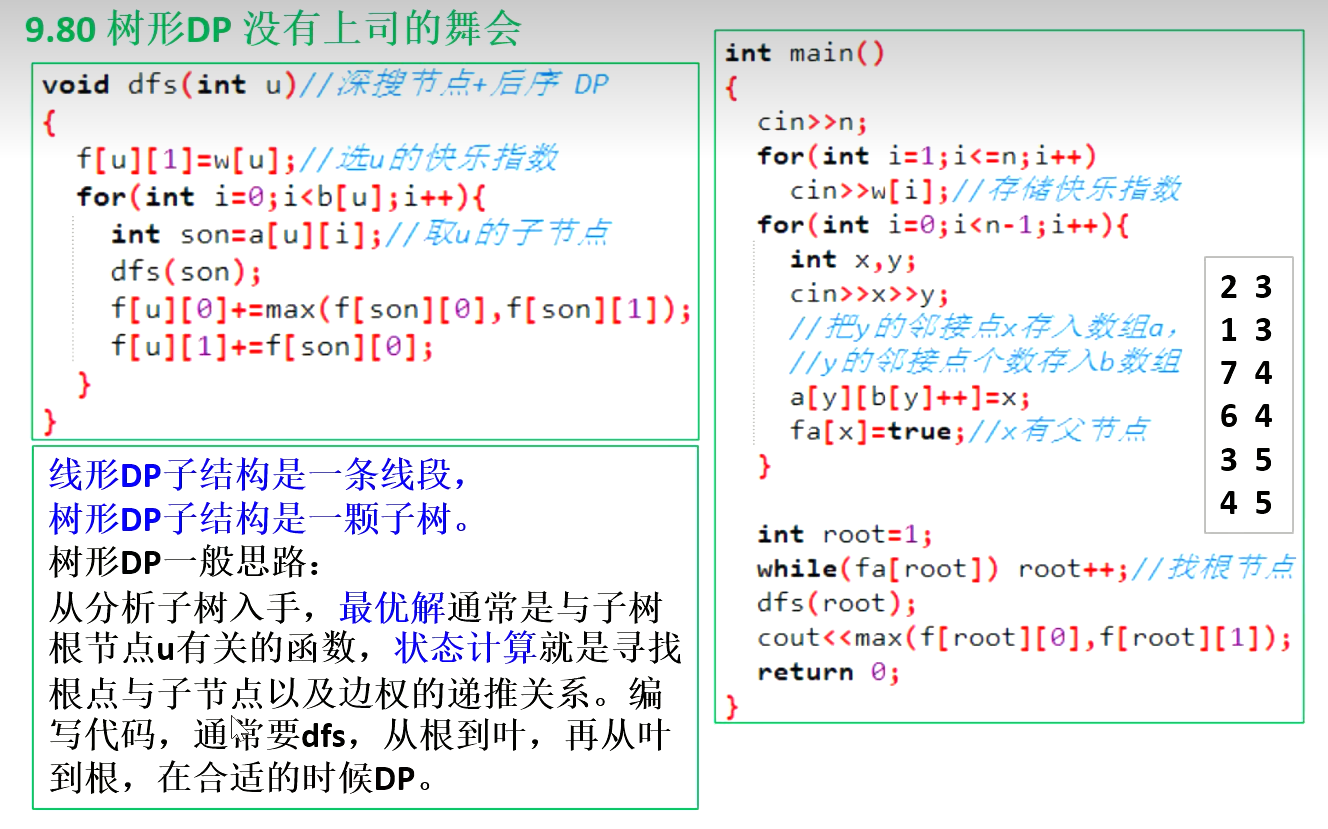 9.80 树形DP 没有上司的舞会
void dfs(int u)//深搜节点+后序 DP
{
f[u][1]=w[u];//选u的快乐指数
for(int i=0;i<b[u];i++){
int son=a[u][i];//取u的子节点
dfs(son);
f[u][0]+=max(f[son][0],f[son][1]);
f[u][1]+=f[son][0];
}
}
线形DP子结构是一条线段，
树形DP子结构是一颗子树。
树形DP一般思路：
从分析子树入手，最优解通常是与子树
根节点u有关的函数，状态计算就是寻找
根点与子节点以及边权的递推关系。编
写代码，通常要dfs，从根到叶，再从叶
到根，在合适的时候DP。
int main()
{
cin>>n;
for(int i=1;i<=n;i++)
cin>>w[i];//存储快乐指数
for(int i=0;i<n-1;i++){
int x,y;
cin>>x>>y;
//把y的邻接点x存入数组a，
//y的邻接点个数存入b数组
a[y][b[y]++]=x;
fa[x]=true;//x有父节点
}
int root=1;
while(fa[root]) root++;//找根节点
dfs(root);
cout<<max(f[root][0],f[root][1]);
return 0;
}
2 3
1 3
7 4
6 4
3 5
4 5